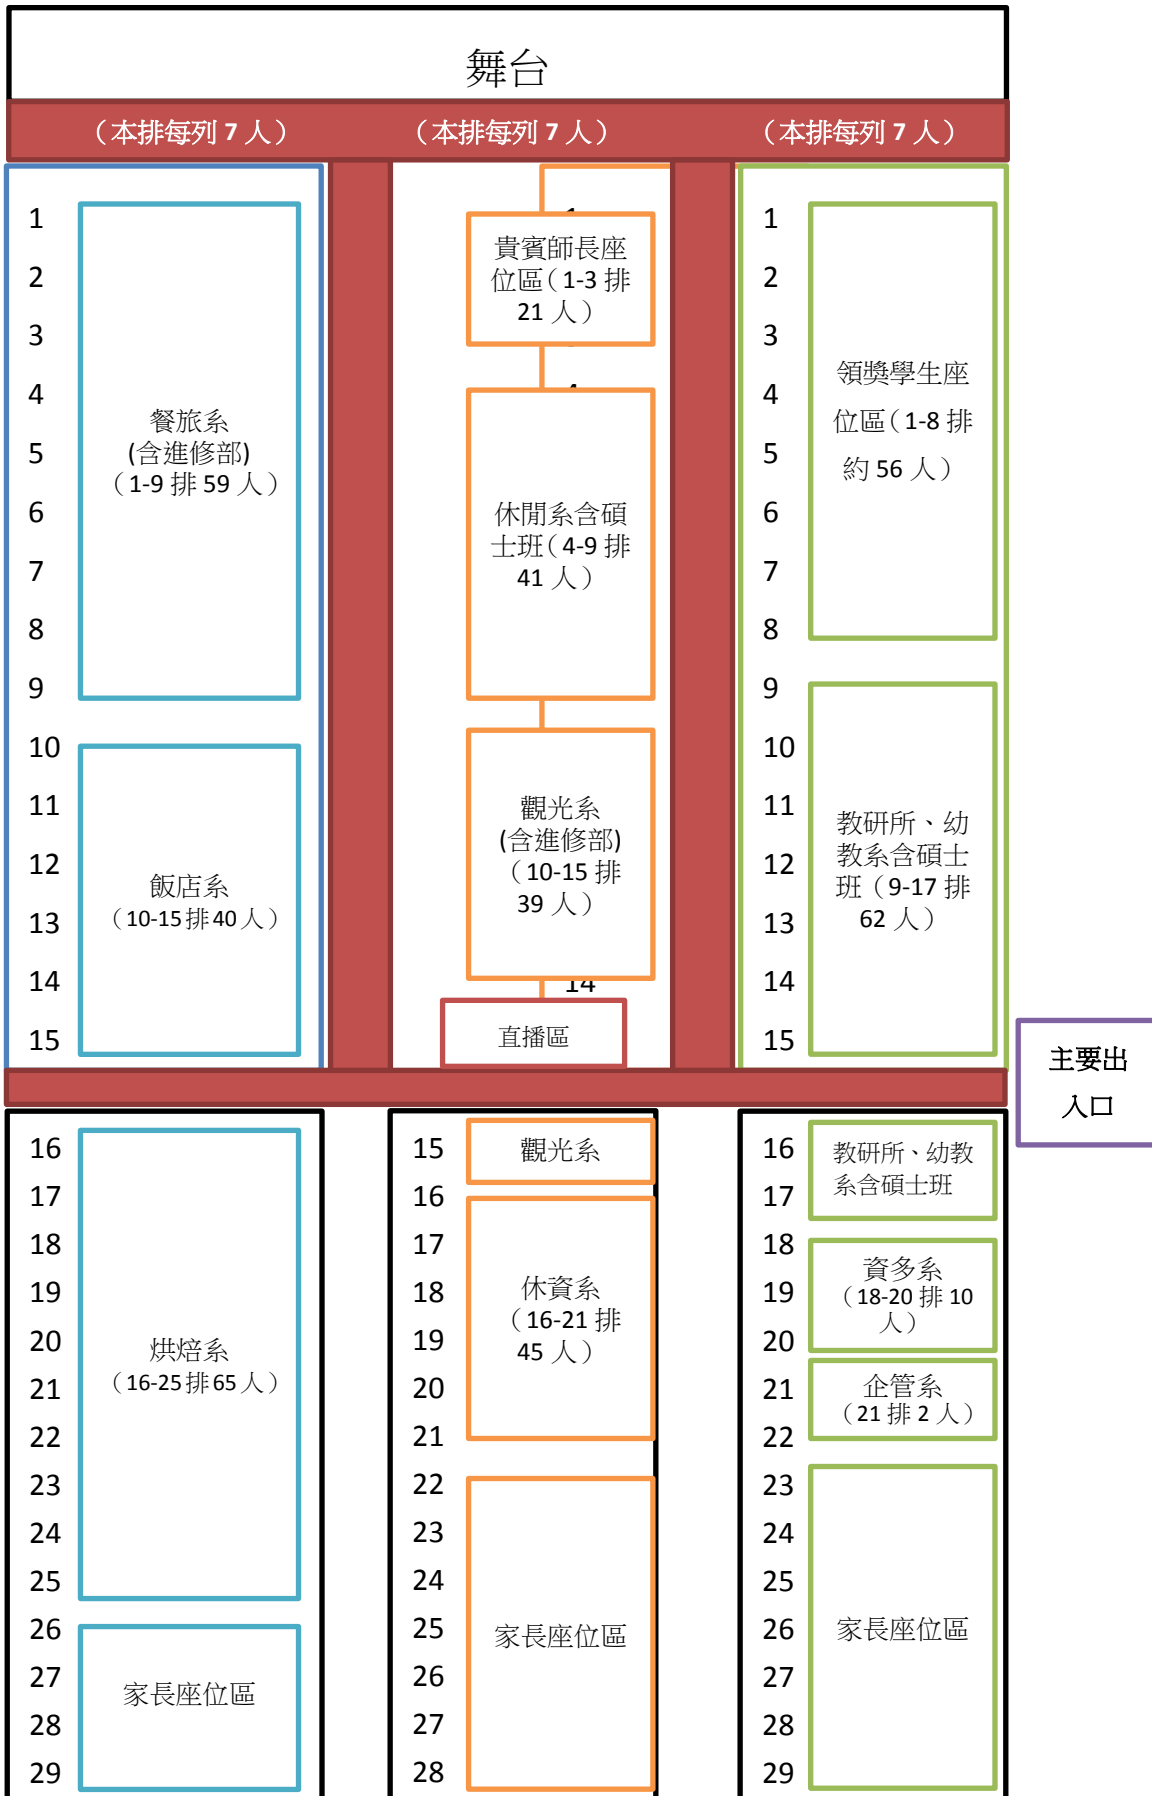 舞台
（本排每列 7 人）
（本排每列 7 人）
（本排每列 7 人）
1
2
3
4
5
6
7
8
9
10
11
12
13
14
15
餐旅系
(含進修部)
（1-9 排 59 人）
飯店系
（10-15 排 40 人）
貴賓師長座
位區（1-3 排
21 人）
休閒系含碩
士班（4-9 排
41 人）
觀光系
(含進修部)
（10-15 排
39 人）
14
直播區
1
2
3
4
5
6
7
8
9
10
11
12
13
14
15
領獎學生座
位區（1-8 排
約 56 人）
教研所、幼
教系含碩士
班（9-17 排
62 人）
主要出
入口
16
17
18
19
20
21
22
23
24
25
26
27
28
29
烘焙系
（16-25 排 65 人）
家長座位區
15
16
17
18
19
20
21
22
23
24
25
26
27
28
觀光系
休資系
（16-21 排
45 人）
家長座位區
16
17
18
19
20
21
22
23
24
25
26
27
28
29
教研所、幼教
系含碩士班
資多系
（18-20 排 10
人）
企管系
（21 排 2 人）
家長座位區